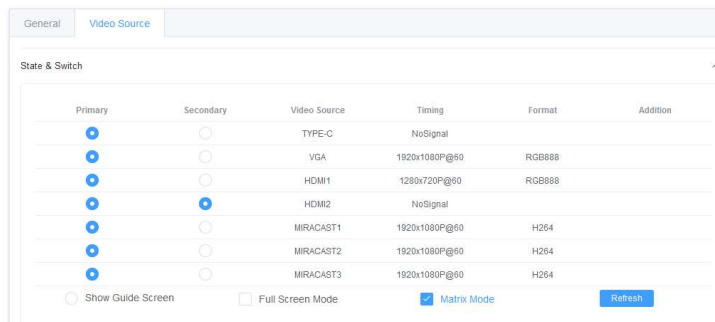 General Video Source
State & Switch
Primary Secondary Video Source Timing Format Addition
TYPE-C NoSignal
VGA 1920x1080P@60 RGB888
HDMI1 1280x720P@60 RGB888
HDMI2 NoSignal
MIRACAST1 1920x1080P@60 H264
MIRACAST2 1920x1080P@60 H264
MIRACAST3 1920x1080P@60 H264
Show Guide Screen Full Screen Mode Matrix Mode Refresh